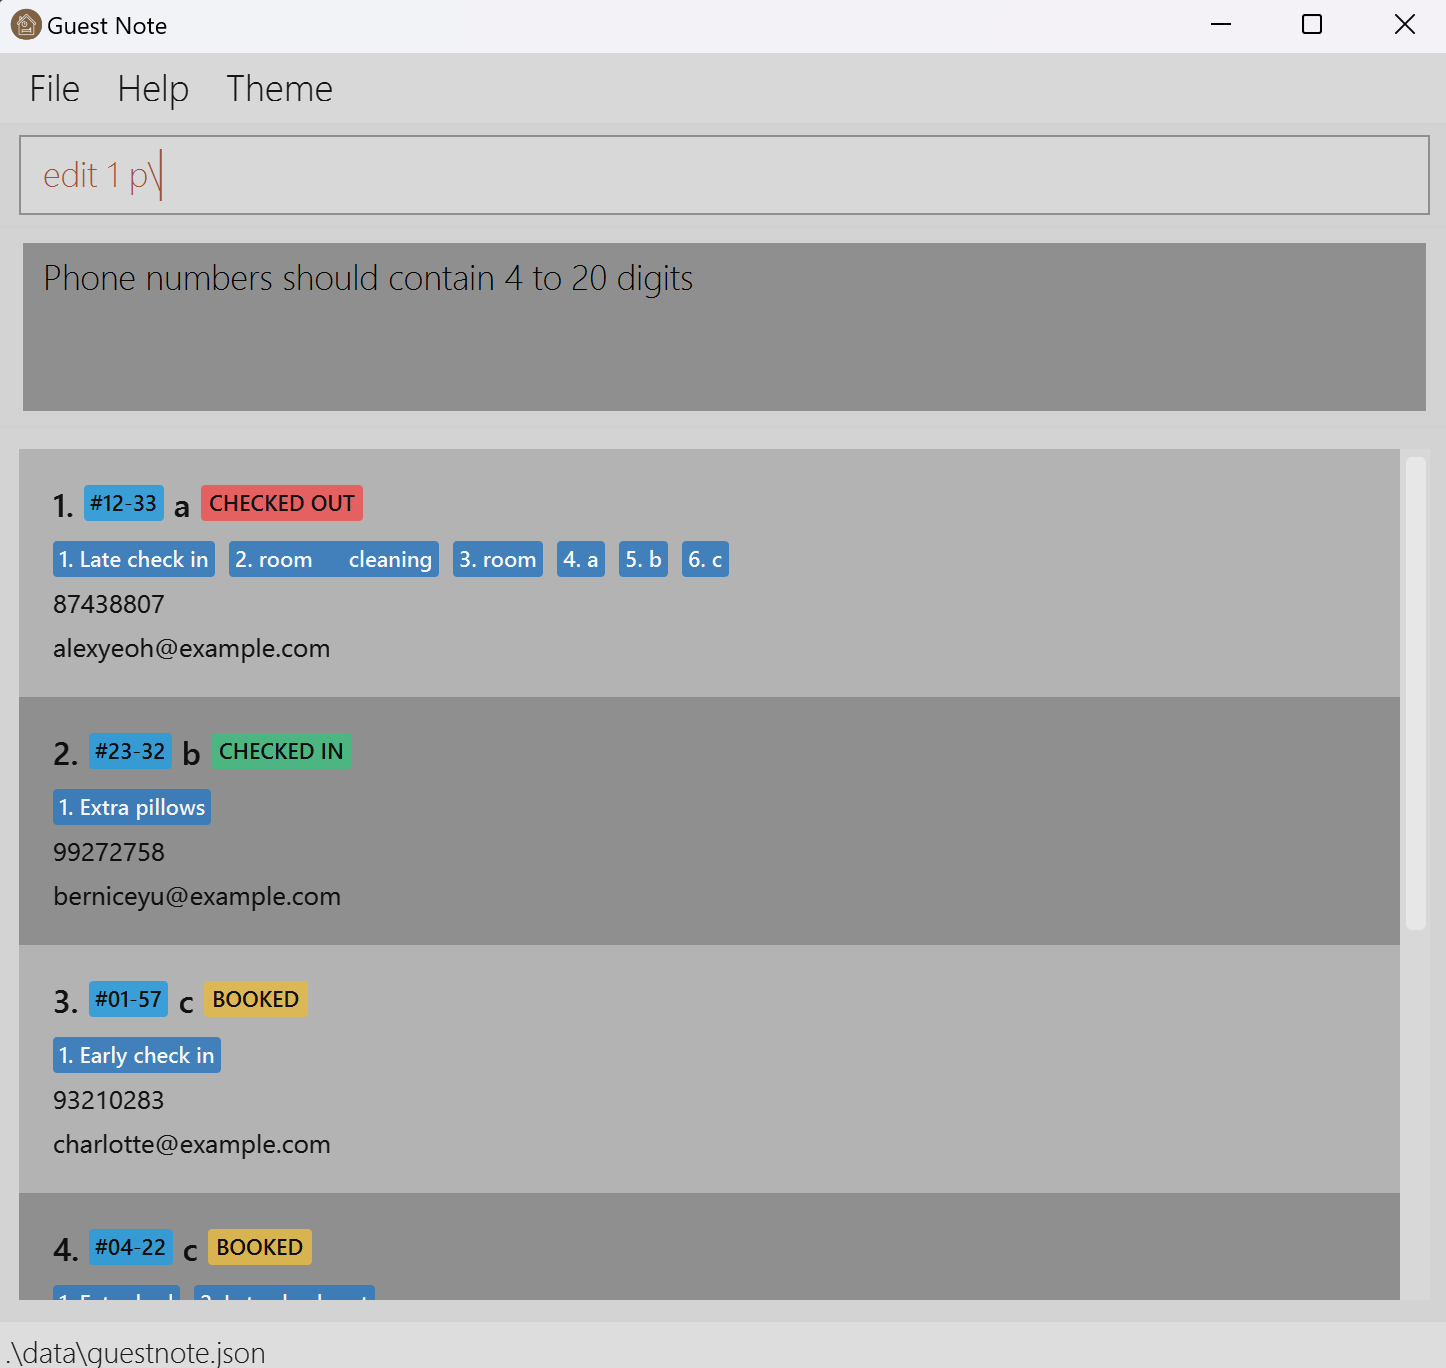 Guest Note
File Help Theme
edit 1 p\
Phone numbers should contain 4 to 20 digits
1. #12-33 a CHECKED OUT
1. Late check in 2. room cleaning 3. room 4. a 5. b 6. c
87438807
alexyeoh@example.com
2. #23-32 b CHECKED IN
1. Extra pillows
99272758
berniceyu@example.com
3. #01-57 c BOOKED
1. Early check in
93210283
charlotte@example.com
4. #04-22 c BOOKED
.\data\guestnote.json